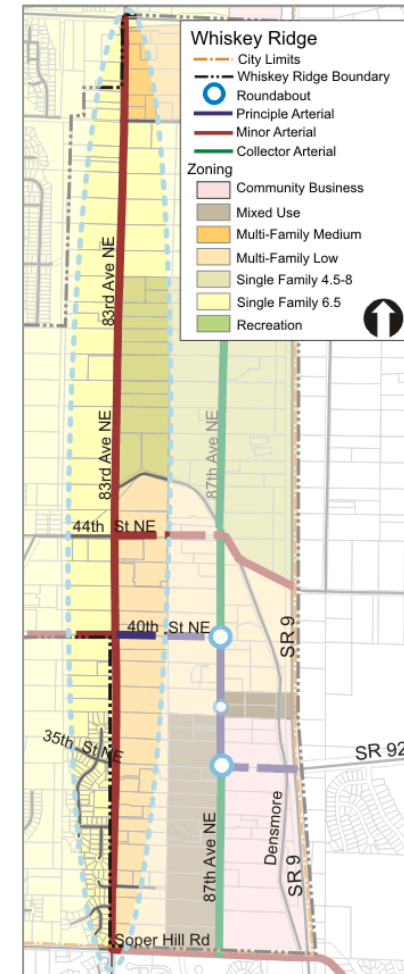 Whiskey Ridge
City Limits
Whiskey Ridge Boundary
Roundabout
Principle Arterial
Minor Arterial
Collector Arterial
Zoning
Community Business
Mixed Use
Multi-Family Medium
Multi-Family Low
Single Family 4.5-8
Single Family 6.5
Recreation
83rd Ave NE
83rd Ave NE
87th Ave NE
44th St NE
40th St NE
SR 9
35th St NE
SR 92
87th Ave NE
Densmore
SR 9
Soper Hill Rd